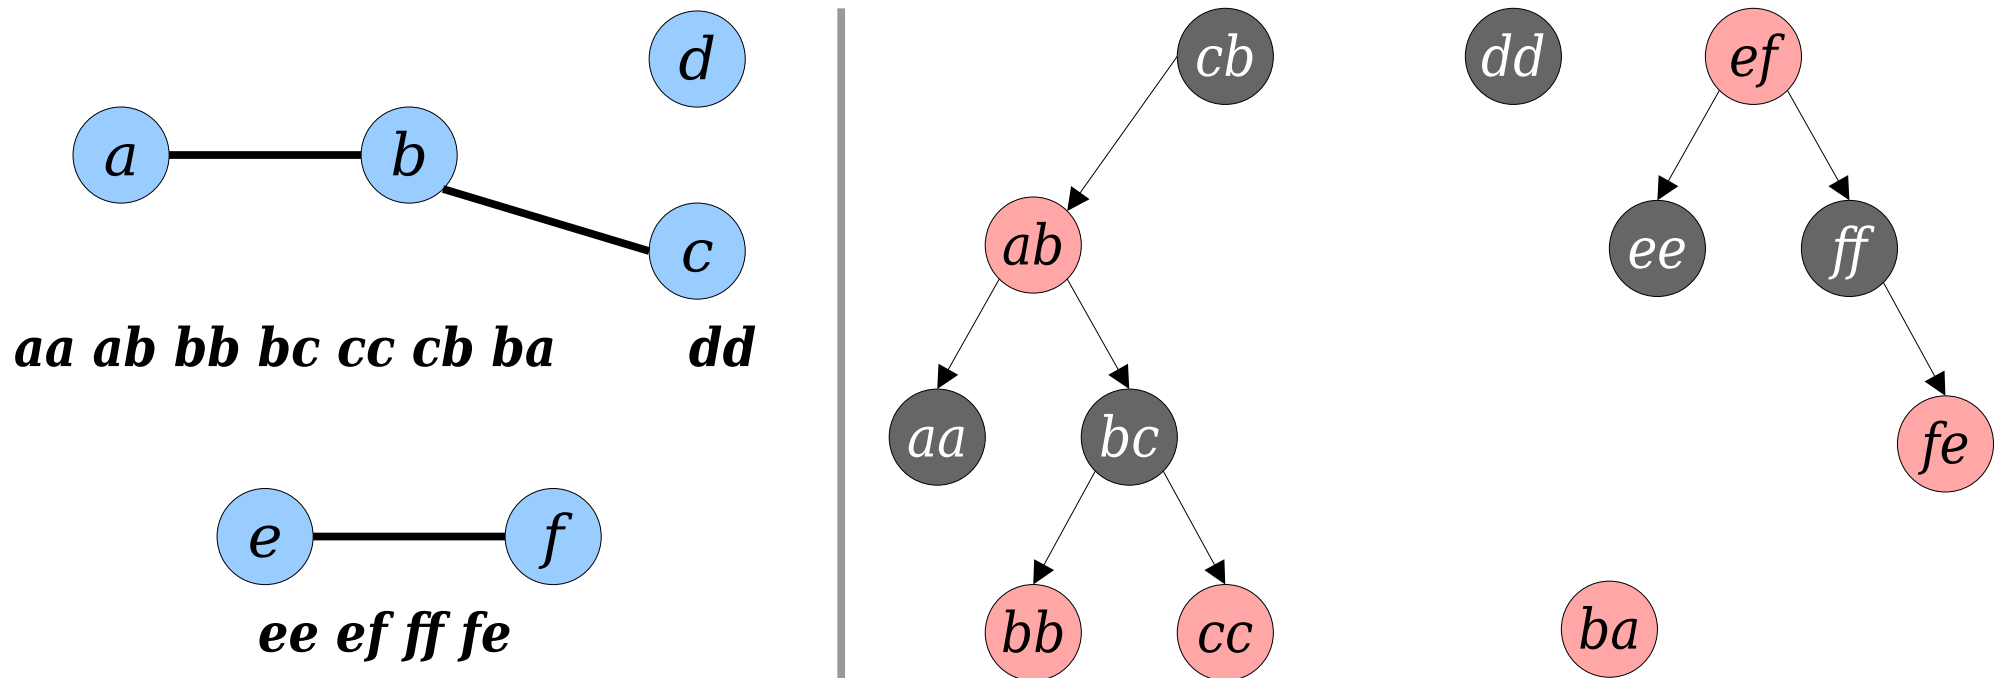 d
a
b
c
aa ab bb bc cc cb ba
dd
e
f
ee ef ff fe
cb
dd
ef
ab
ee
ff
aa
bc
fe
bb
cc
ba